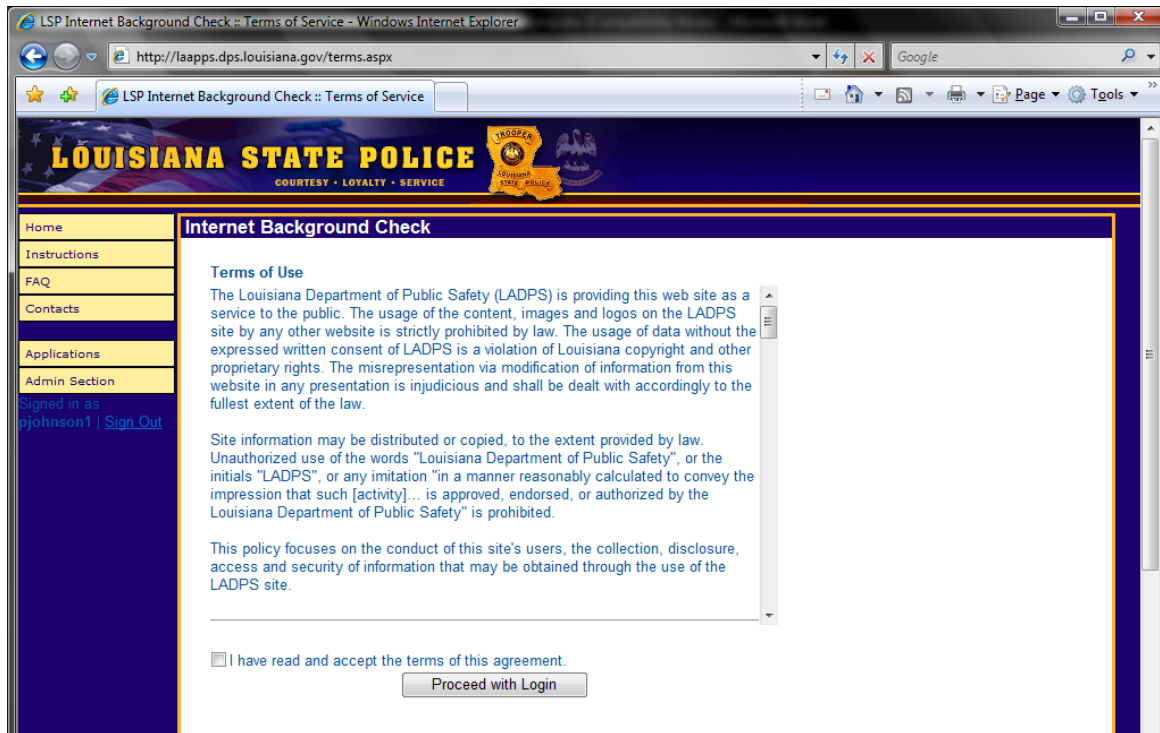 LSP Internet Background Check :: Terms of Service - Windows Internet Explorer
http://laapps.dps.louisiana.gov/terms.aspx
Google
LSP Internet Background Check :: Terms of Service
Page
Tools
LOUISIANA STATE POLICE
COURTESY • LOYALTY • SERVICE
TROOPER
LOUISIANA
STATE POLICE
Home
Instructions
FAQ
Contacts
Applications
Admin Section
Signed in as
pjohnson1 | Sign Out
Internet Background Check
Terms of Use
The Louisiana Department of Public Safety (LADPS) is providing this web site as a
service to the public. The usage of the content, images and logos on the LADPS
site by any other website is strictly prohibited by law. The usage of data without the
expressed written consent of LADPS is a violation of Louisiana copyright and other
proprietary rights. The misrepresentation via modification of information from this
website in any presentation is injudicious and shall be dealt with accordingly to the
fullest extent of the law.
Site information may be distributed or copied, to the extent provided by law.
Unauthorized use of the words "Louisiana Department of Public Safety", or the
initials "LADPS", or any imitation "in a manner reasonably calculated to convey the
impression that such [activity]... is approved, endorsed, or authorized by the
Louisiana Department of Public Safety" is prohibited.
This policy focuses on the conduct of this site's users, the collection, disclosure,
access and security of information that may be obtained through the use of the
LADPS site.
I have read and accept the terms of this agreement.
Proceed with Login